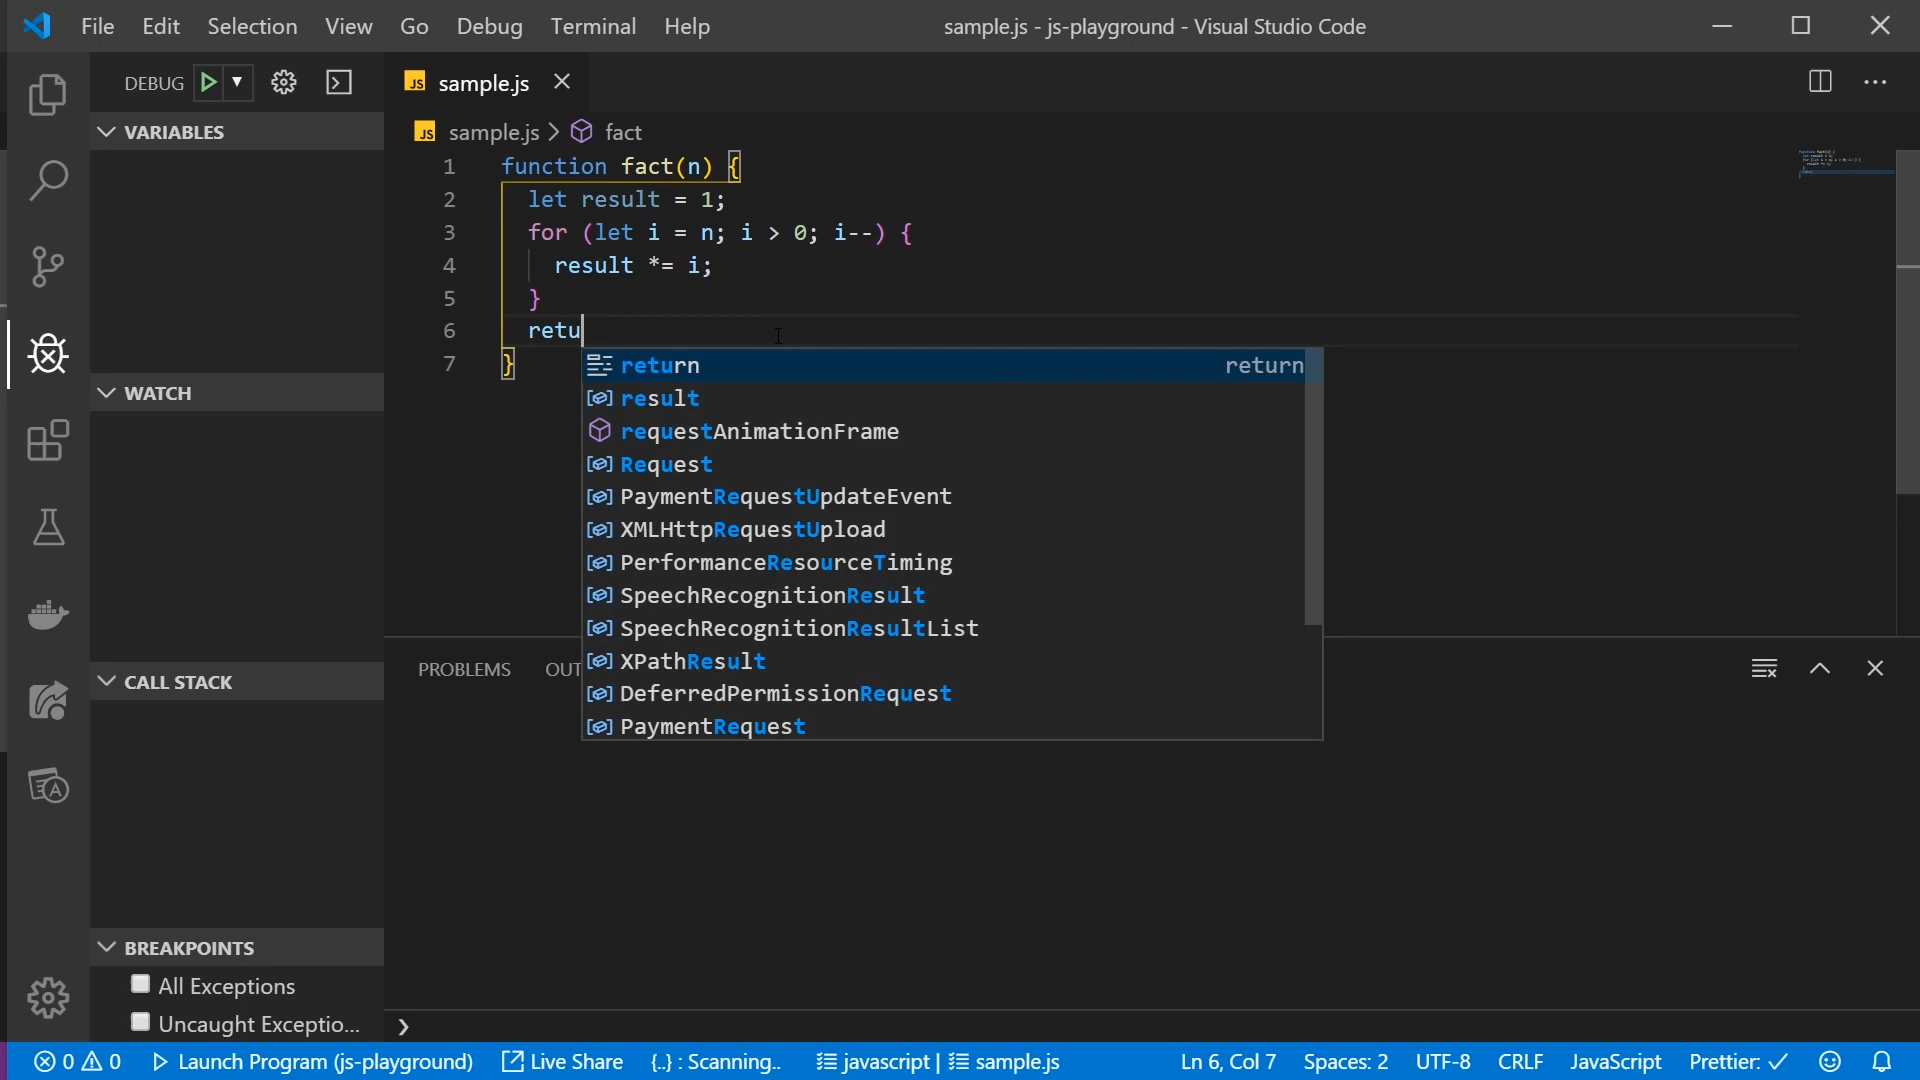 File Edit Selection View Go Debug Terminal Help
sample.js - js-playground - Visual Studio Code
DEBUG
JS sample.js
VARIABLES
JS sample.js > fact
1 function fact(n) {
2 let result = 1;
3 for (let i = n; i > 0; i--) {
4 result *= i;
5 }
6 retu
7 }
return return
result
requestAnimationFrame
Request
PaymentRequestUpdateEvent
XMLHttpRequestUpload
PerformanceResourceTiming
SpeechRecognitionResult
SpeechRecognitionResultList
XPathResult
DeferredPermissionRequest
PaymentRequest
WATCH
PROBLEMS OUT
CALL STACK
BREAKPOINTS
All Exceptions
Uncaught Exceptio...
0 0 Launch Program (js-playground) Live Share {..} : Scanning.. javascript | sample.js Ln 6, Col 7 Spaces: 2 UTF-8 CRLF JavaScript Prettier: ✓